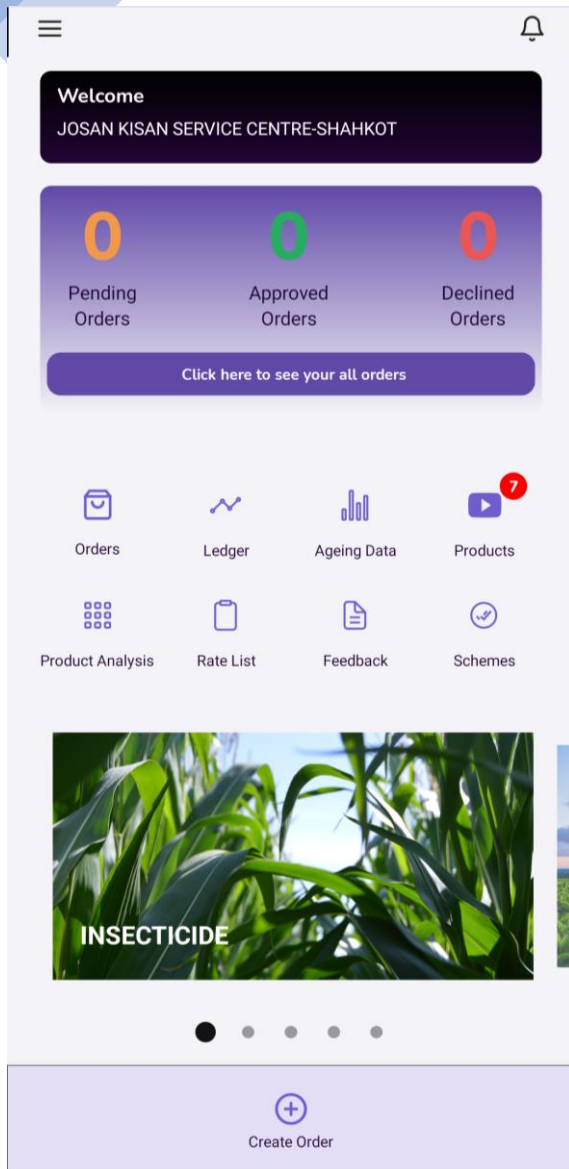 Welcome
JOSAN KISAN SERVICE CENTRE-SHAHKOT
0 0 0
Pending Approved Declined
Orders Orders Orders
Click here to see your all orders
7
Orders Ledger Ageing Data Products
Product Analysis Rate List Feedback Schemes
INSECTICIDE
Create Order